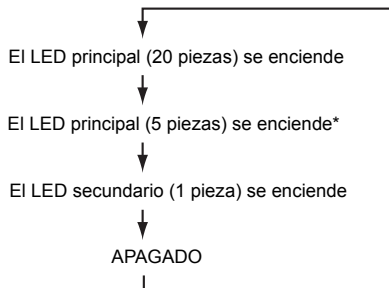 El LED principal (20 piezas) se enciende
El LED principal (5 piezas) se enciende*
El LED secundario (1 pieza) se enciende
APAGADO